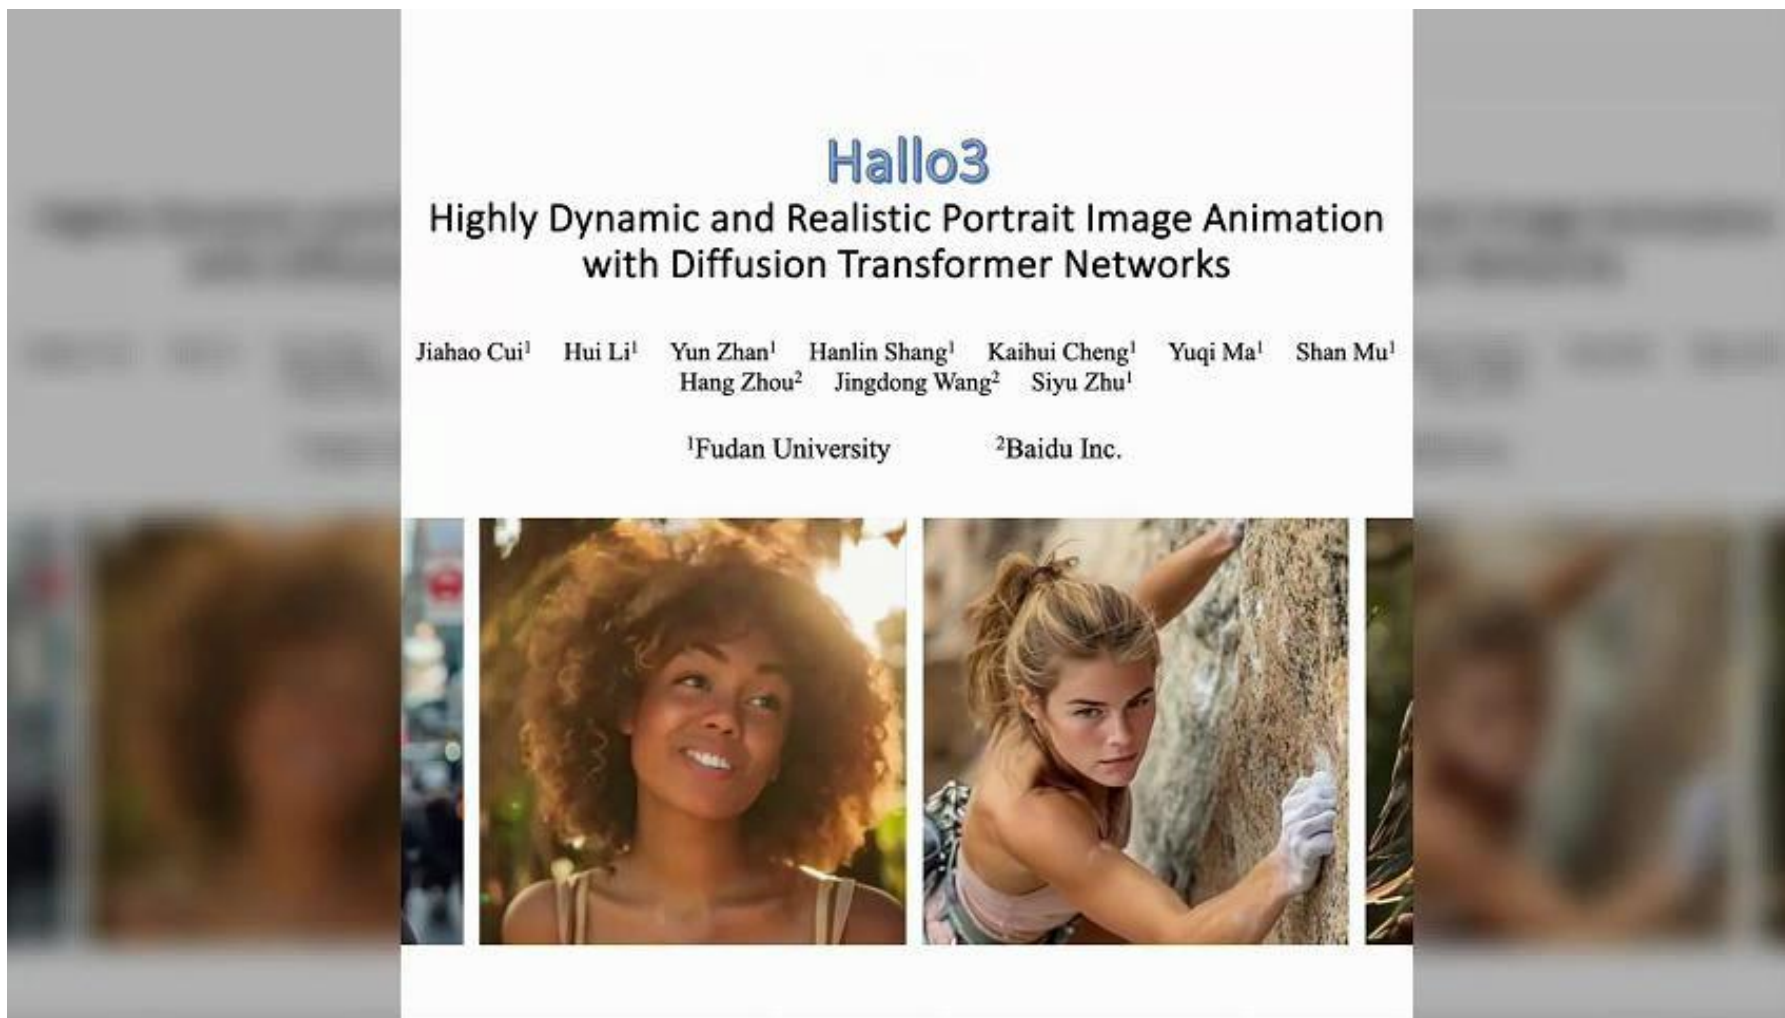 Hallo3
Highly Dynamic and Realistic Portrait Image Animation
with Diffusion Transformer Networks
Jiahao Cui¹ Hui Li¹ Yun Zhan¹ Hanlin Shang¹ Kaihui Cheng¹ Yuqi Ma¹ Shan Mu¹
Hang Zhou² Jingdong Wang² Siyu Zhu¹
¹Fudan University ²Baidu Inc.